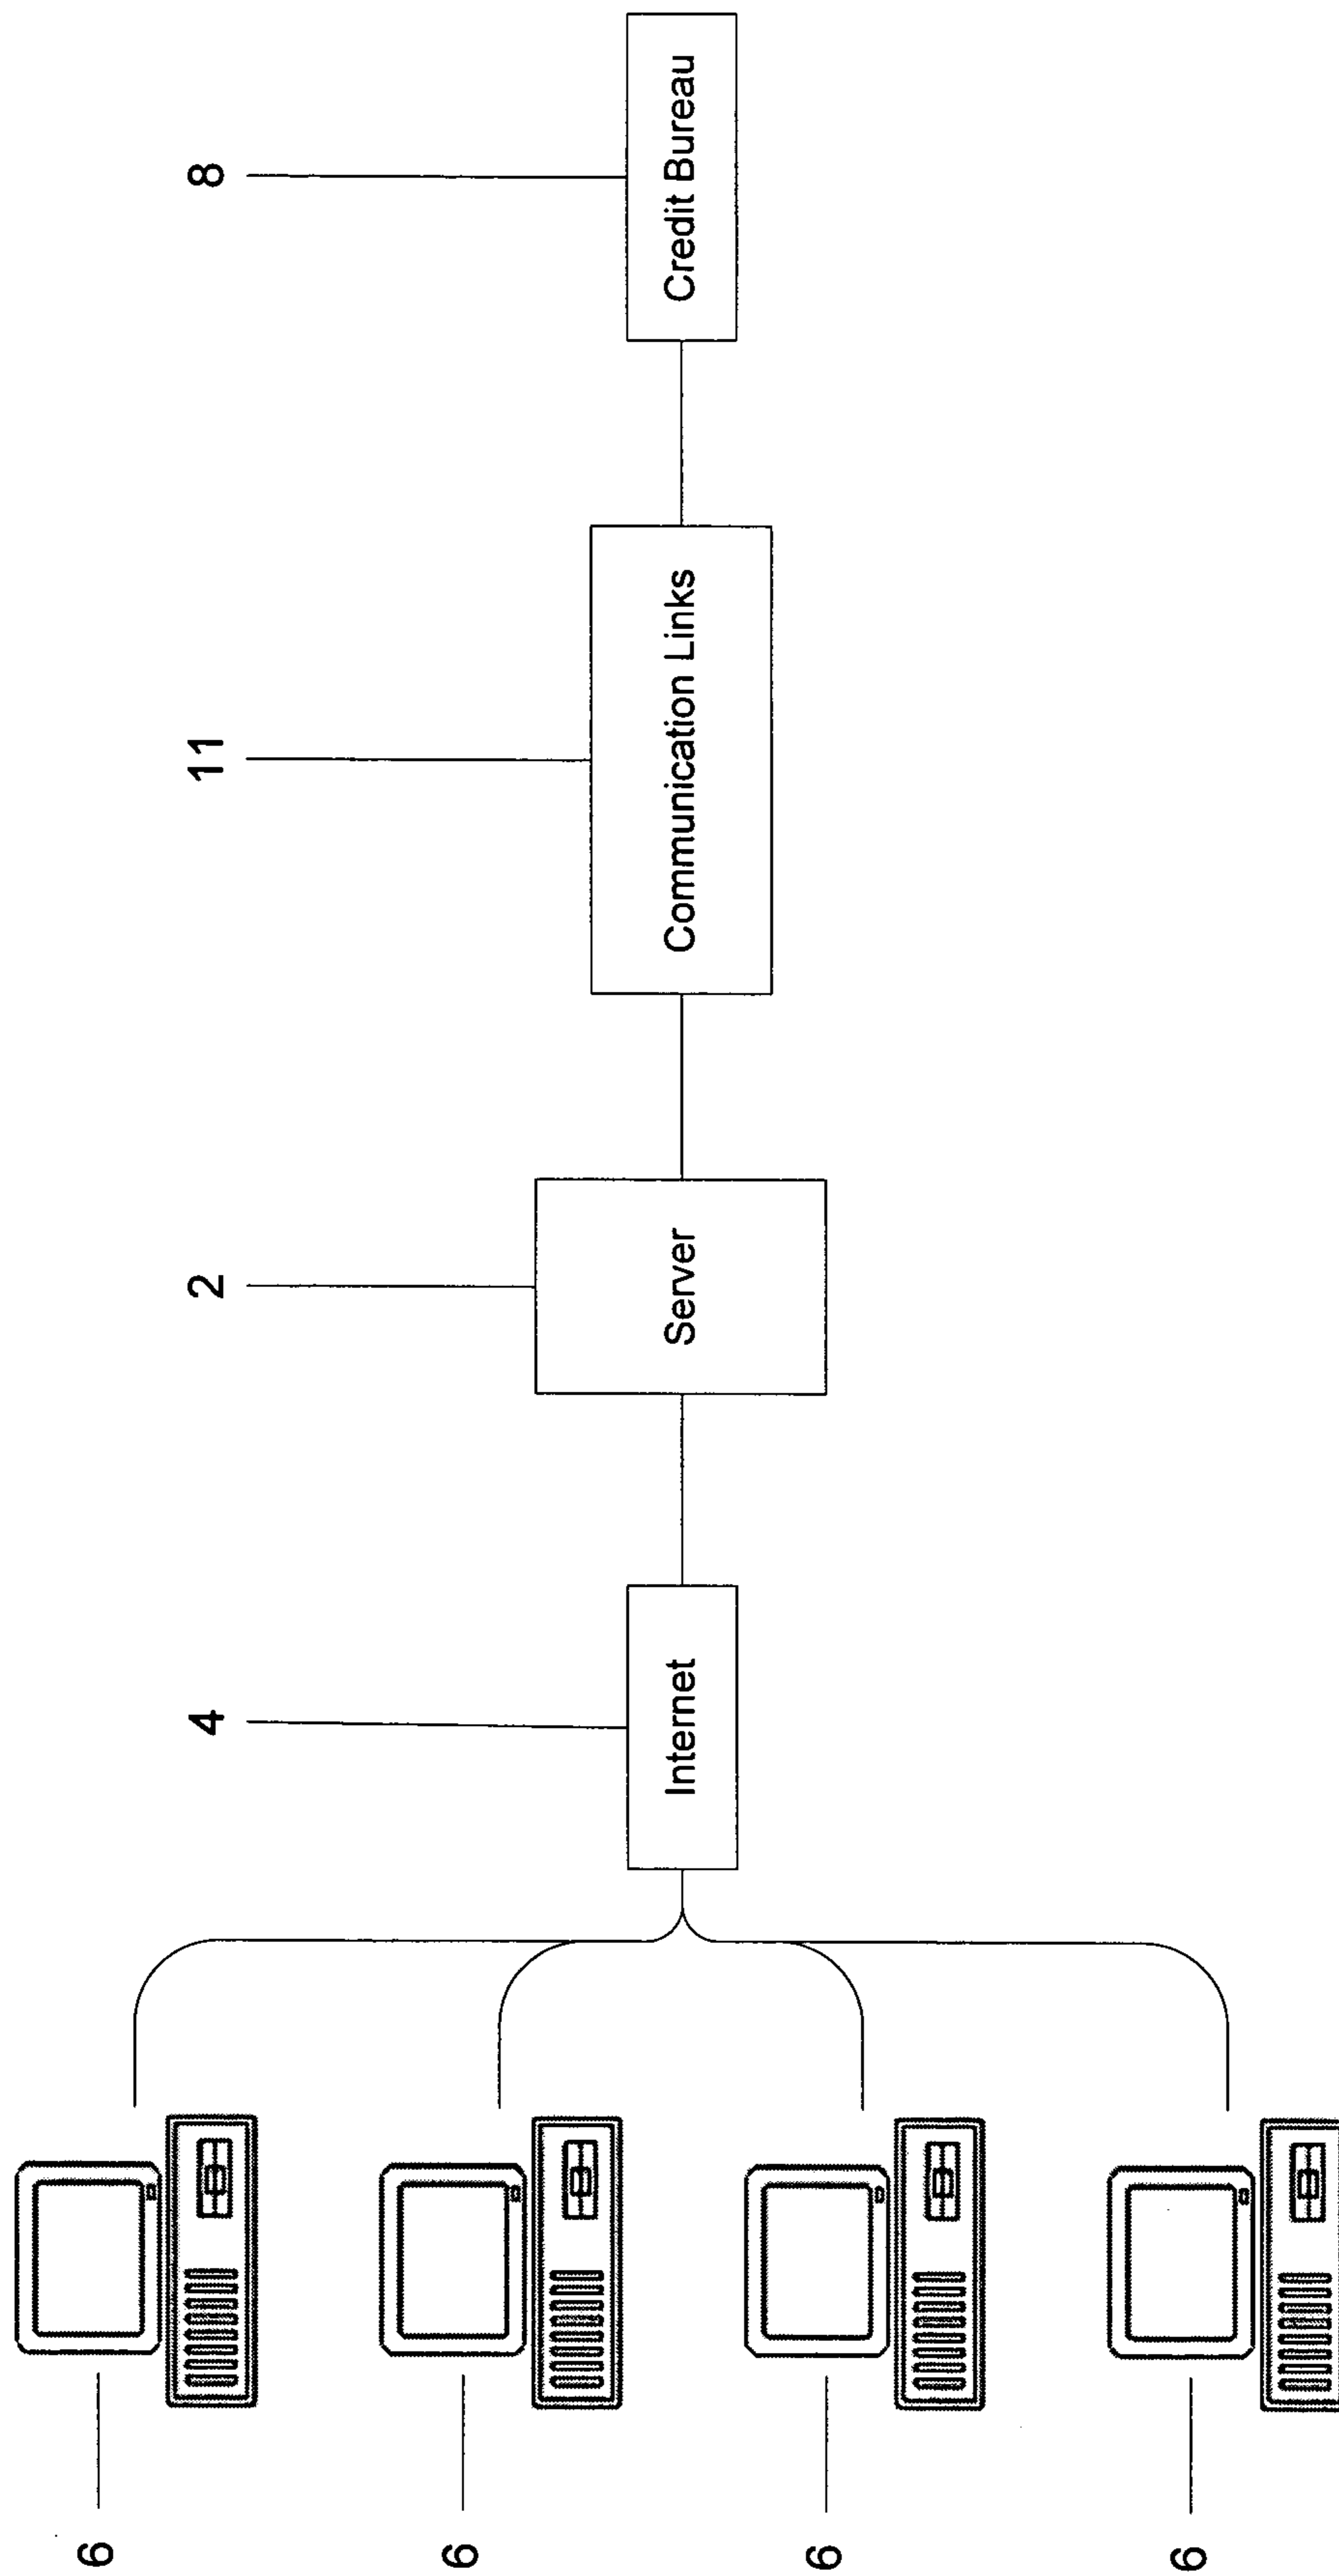 6
6
6
6
4
Internet
2
Server
11
Communication Links
8
Credit Bureau